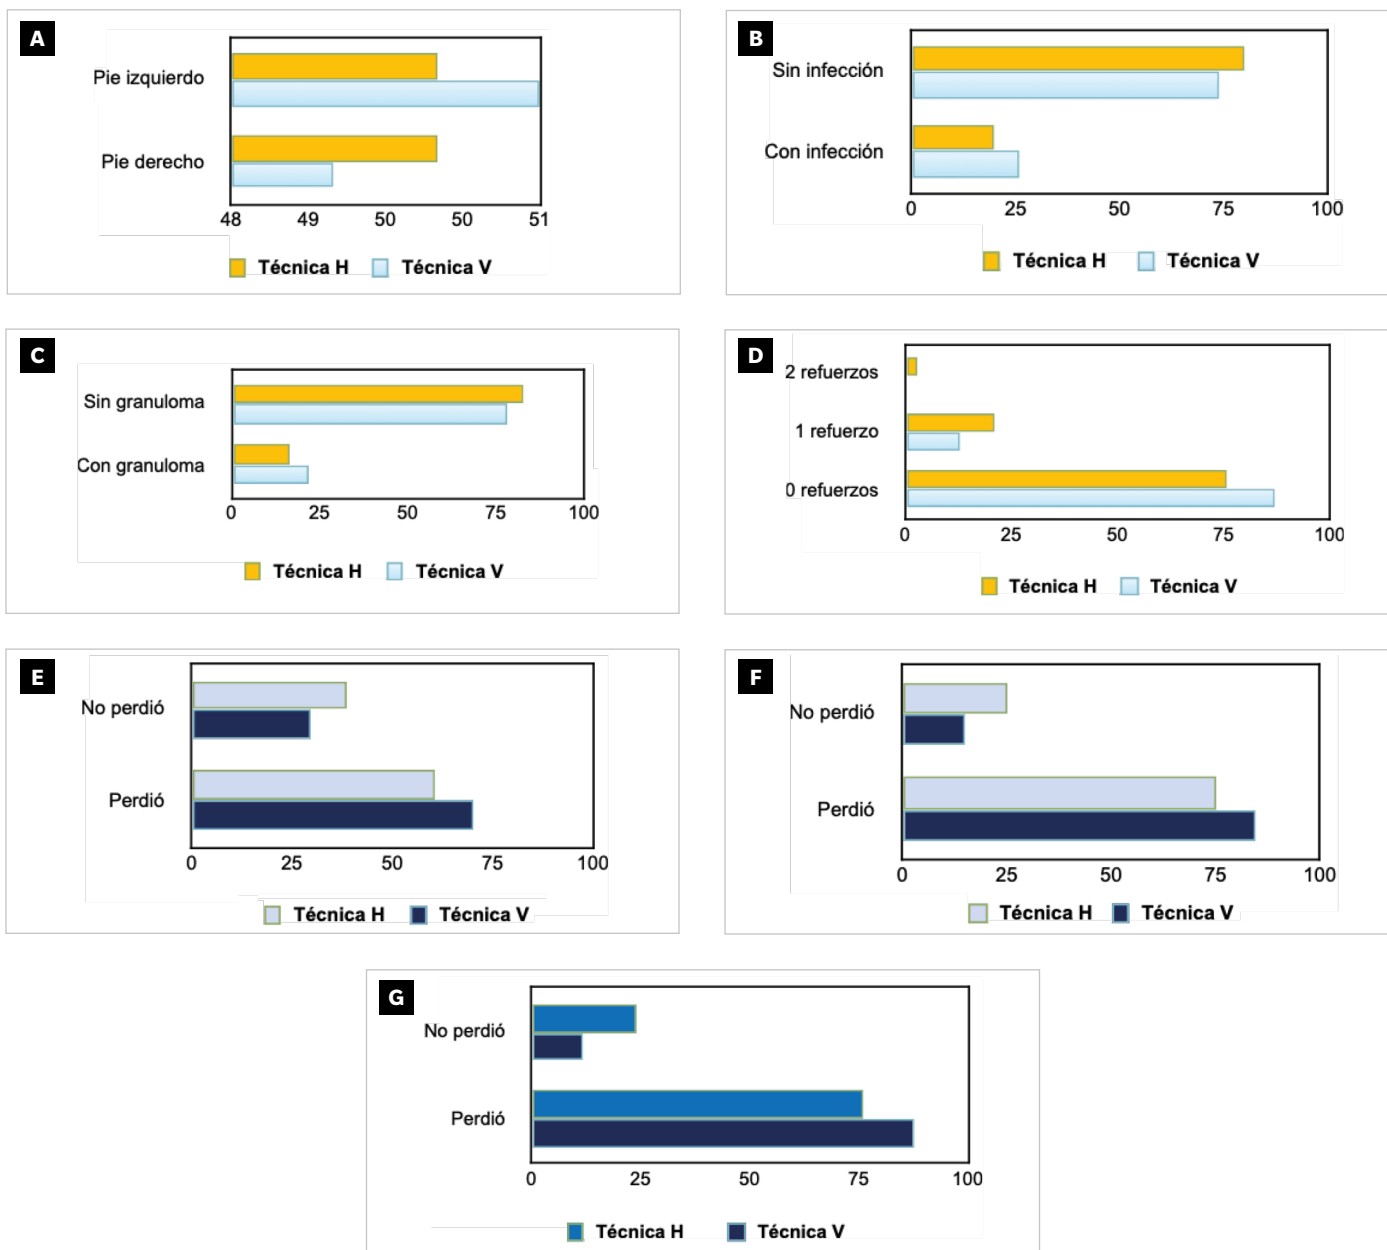 A
Pie izquierdo
Pie derecho
48 49 50 50 51
Técnica H Técnica V
B
Sin infección
Con infección
0 25 50 75 100
Técnica H Técnica V
C
Sin granuloma
Con granuloma
0 25 50 75 100
Técnica H Técnica V
D
2 refuerzos
1 refuerzo
0 refuerzos
0 25 50 75 100
Técnica H Técnica V
E
No perdió
Perdió
0 25 50 75 100
Técnica H Técnica V
F
No perdió
Perdió
0 25 50 75 100
Técnica H Técnica V
G
No perdió
Perdió
0 25 50 75 100
Técnica H Técnica V